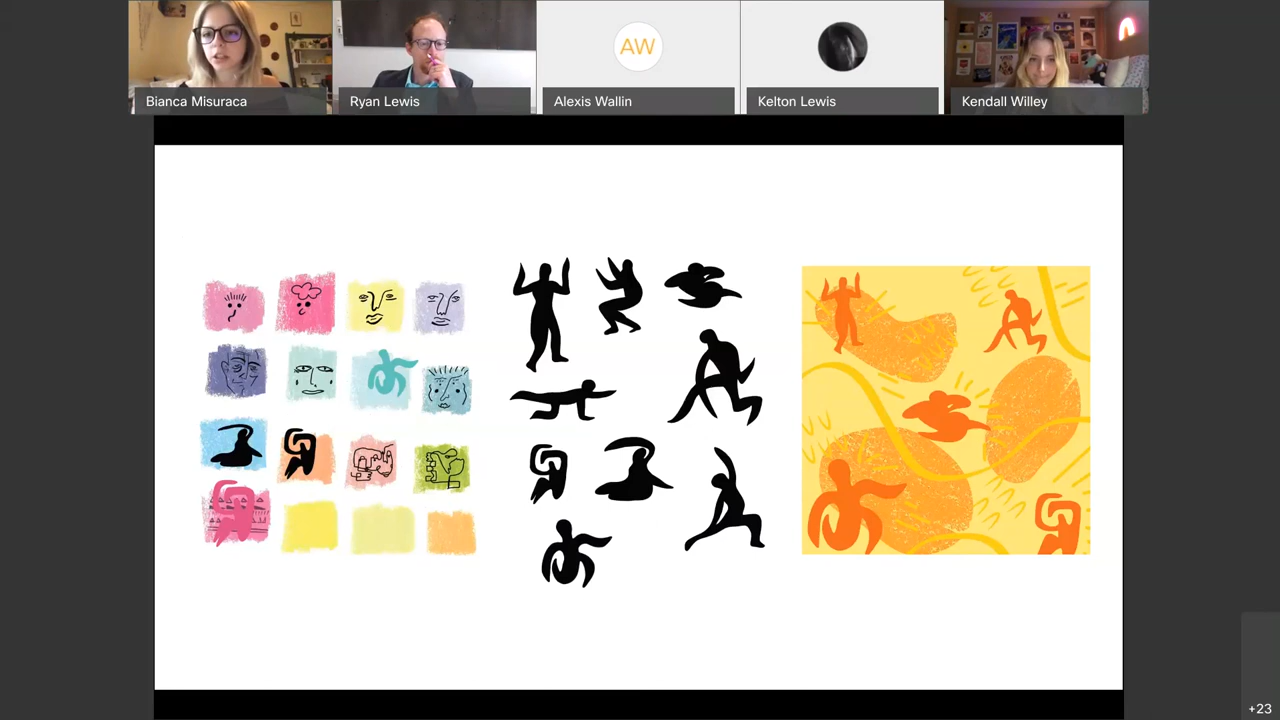 Bianca Misuraca
Ryan Lewis
AW
Alexis Wallin
Kelton Lewis
Kendall Willey
+23